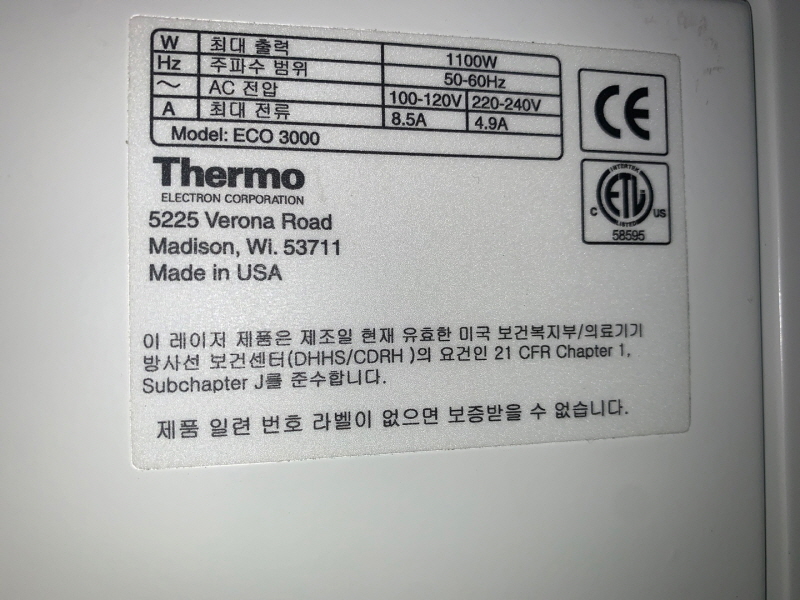 W 최대 출력 1100W
Hz 주파수 범위 50-60Hz
~ AC 전압 100-120V 220-240V
A 최대 전류 8.5A 4.9A
Model: ECO 3000
CE
INTERTEK
ETL
LISTED
C US
58595
Thermo
ELECTRON CORPORATION
5225 Verona Road
Madison, Wi. 53711
Made in USA
이 레이저 제품은 제조일 현재 유효한 미국 보건복지부/의료기기
방사선 보건센터(DHHS/CDRH )의 요건인 21 CFR Chapter 1,
Subchapter J를 준수합니다.
제품 일련 번호 라벨이 없으면 보증받을 수 없습니다.